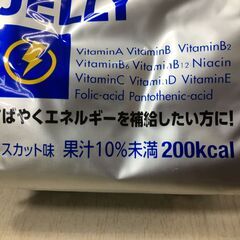 JELLY
VitaminA VitaminB VitaminB2
VitaminB6 VitaminB12 Niacin
VitaminC VitaminD VitaminE
Folic-acid Pantothenic-acid
ばやくエネルギーを補給したい方に!
スカット味 果汁10%未満 200kcal